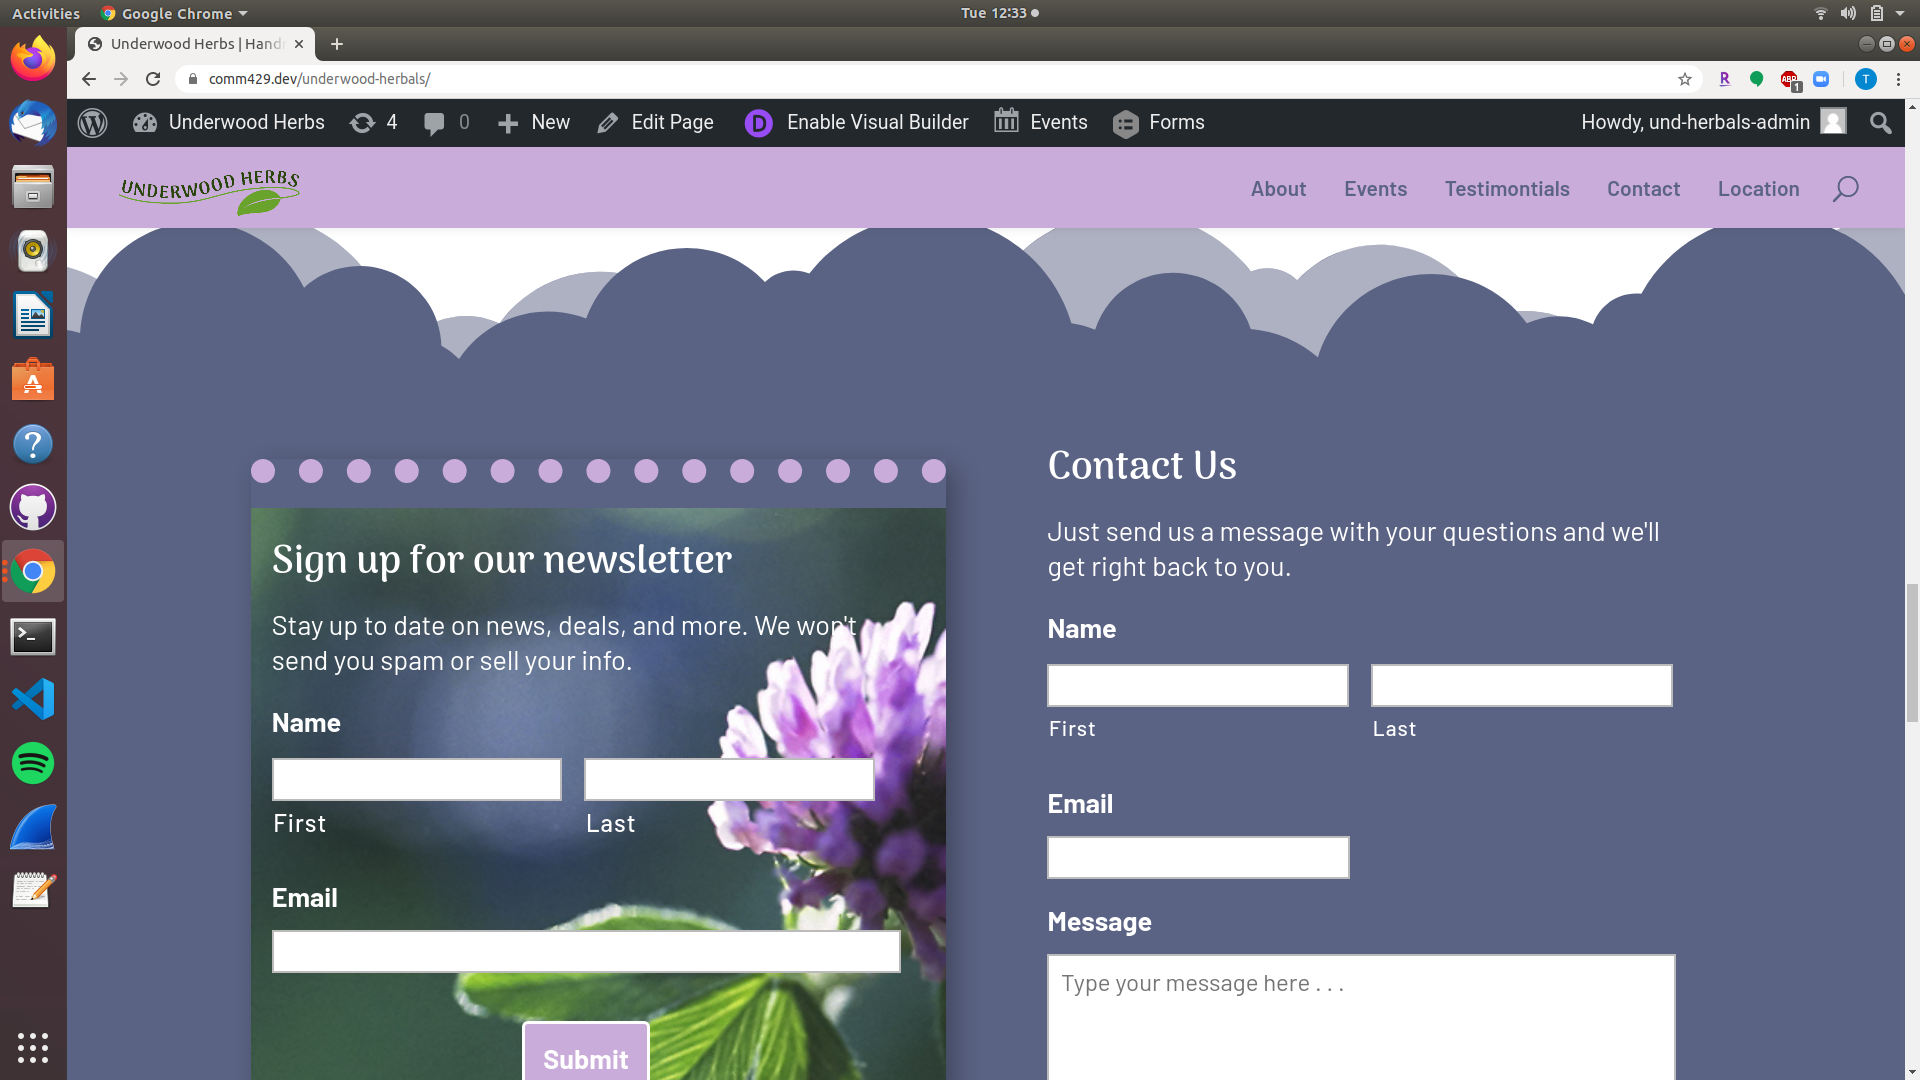 Activities
Google Chrome
Tue 12:33
Underwood Herbs | Hand
comm429.dev/underwood-herbals/
R
ABP
1
T
Underwood Herbs
4
0
New
Edit Page
D
Enable Visual Builder
Events
Forms
Howdy, und-herbals-admin
UNDERWOOD HERBS
About
Events
Testimontials
Contact
Location
Sign up for our newsletter
Stay up to date on news, deals, and more. We won't
send you spam or sell your info.
Name
First
Last
Email
Submit
Contact Us
Just send us a message with your questions and we'll
get right back to you.
Name
First
Last
Email
Message
Type your message here . . .